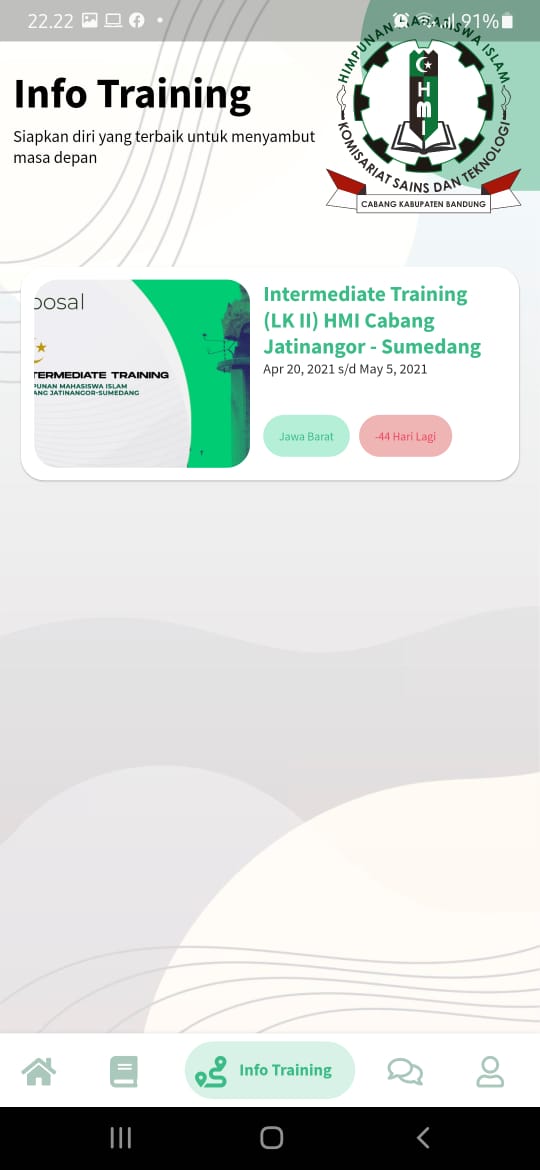 22.22
91%
HIMPUNAN MAHASISWA ISLAM
HMI
KOMISARIAT SAINS DAN TEKNOLOGI
CABANG KABUPATEN BANDUNG
Info Training
Siapkan diri yang terbaik untuk menyambut
masa depan
posal
TERMEDIATE TRAINING
PUNAN MAHASISWA ISLAM
ANG JATINANGOR-SUMEDANG
Intermediate Training
(LK II) HMI Cabang
Jatinangor - Sumedang
Apr 20, 2021 s/d May 5, 2021
Jawa Barat
-44 Hari Lagi
Info Training